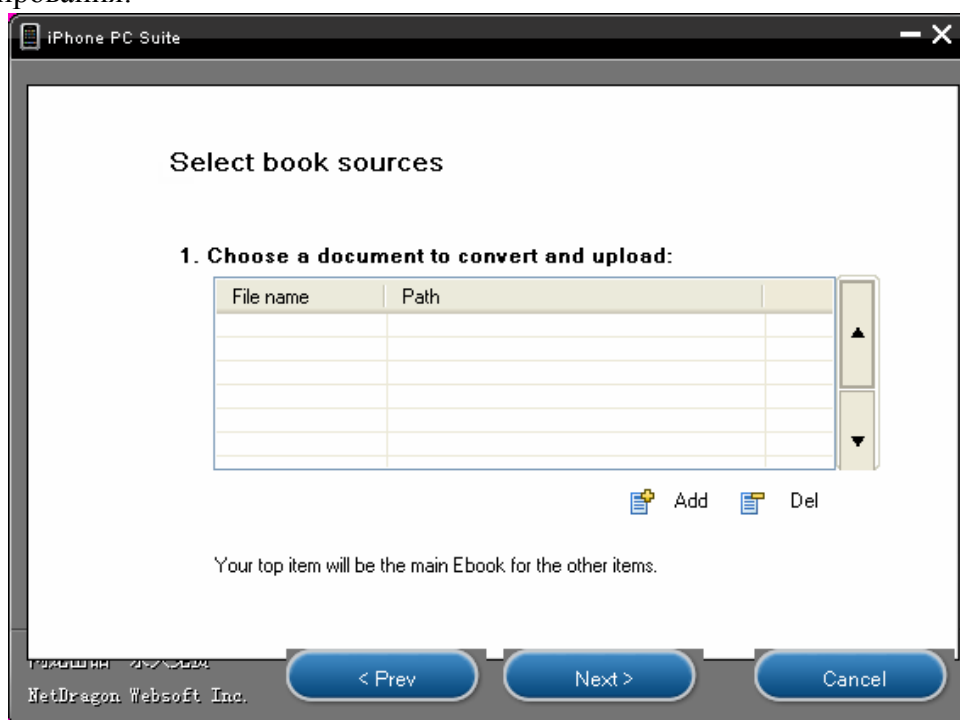 iPhone PC Suite
Select book sources
1. Choose a document to convert and upload:
File name Path
Add Del
Your top item will be the main Ebook for the other items.
< Prev Next > Cancel
NetDragon Websoft Inc.